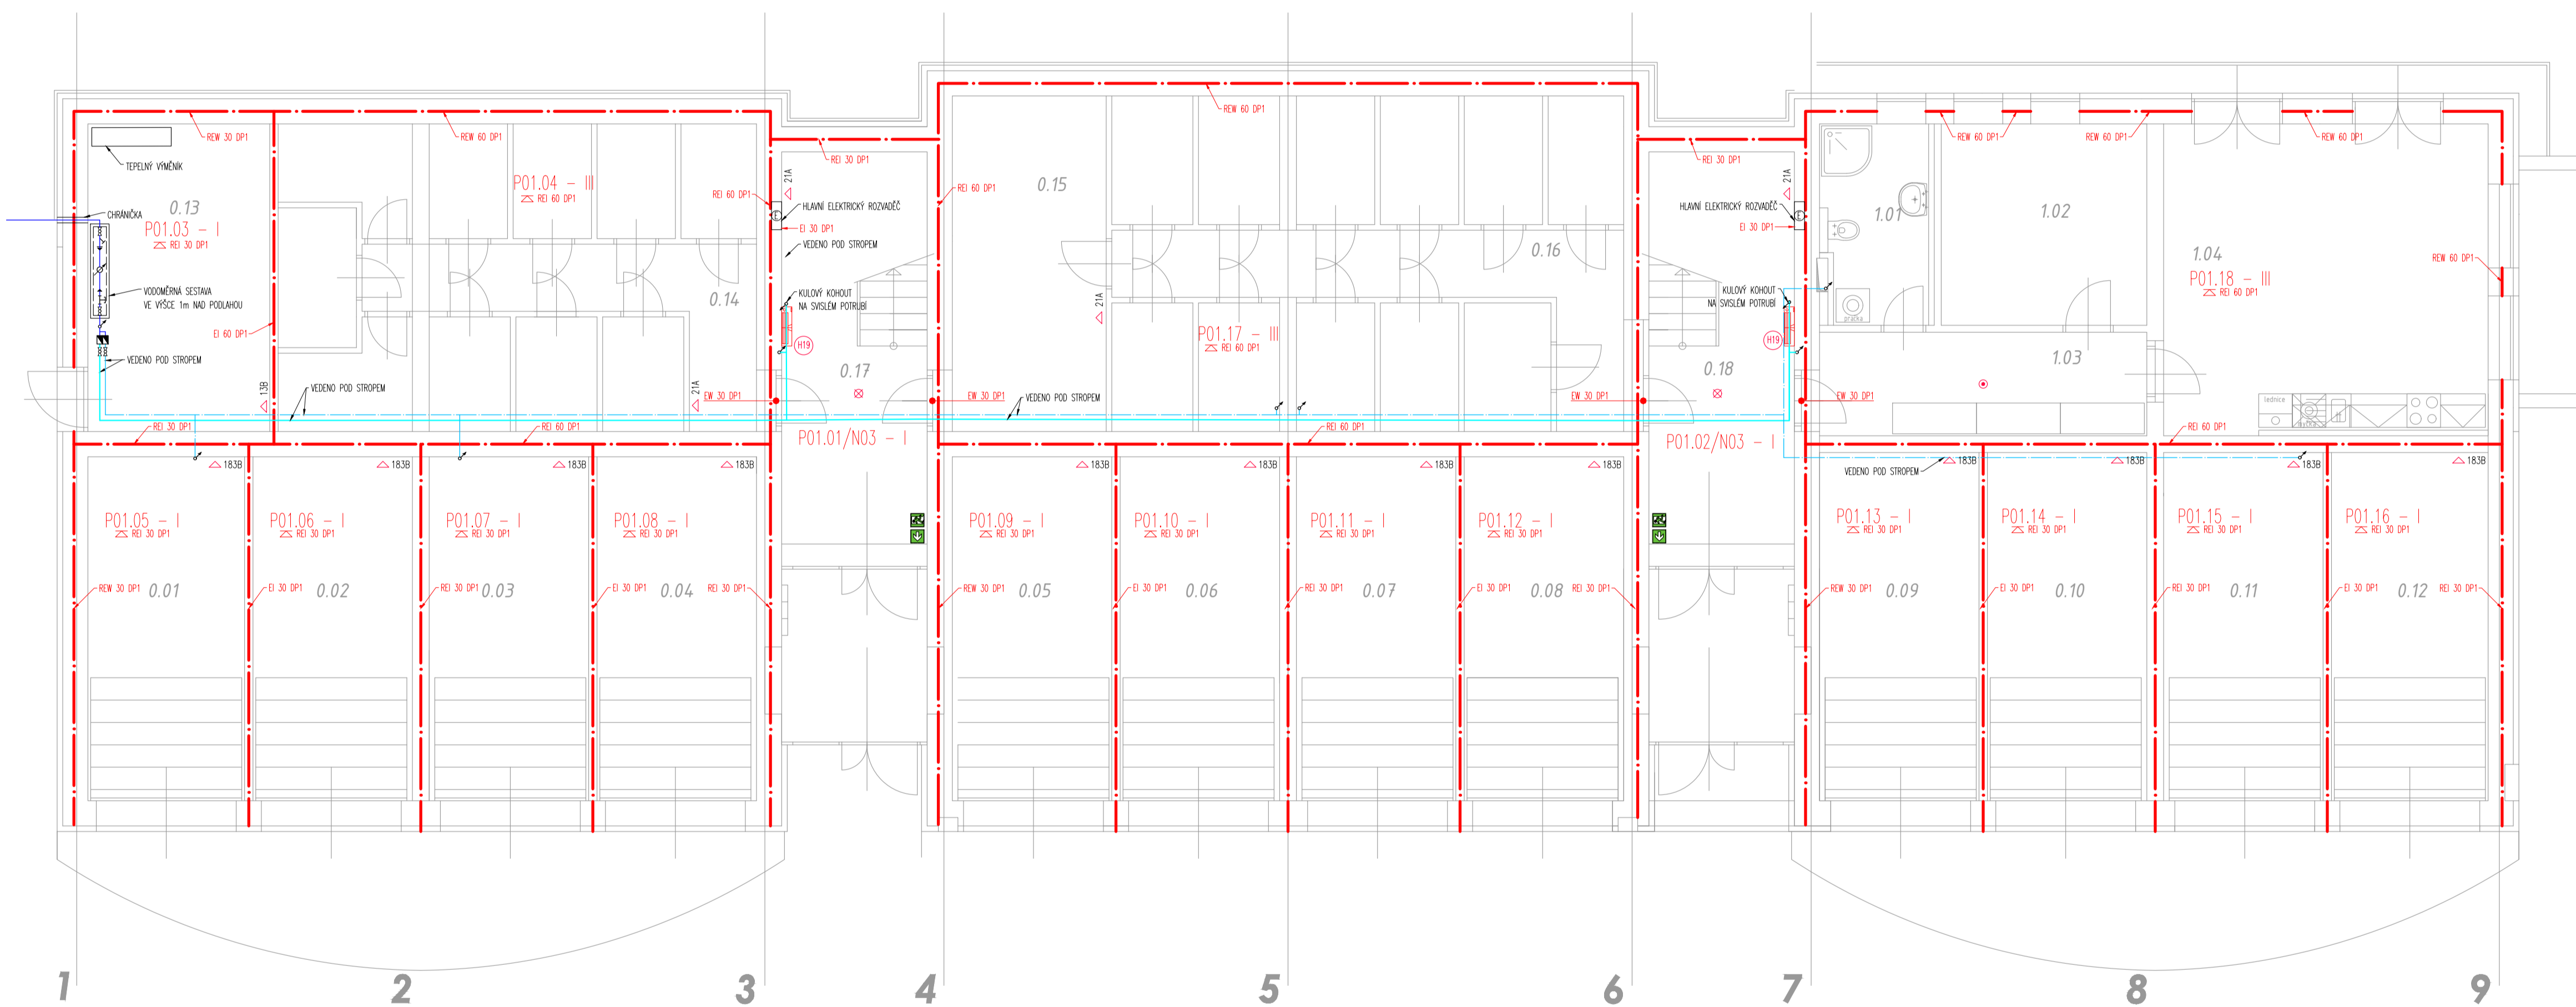 REW 60 DP1
REW 30 DP1
REW 60 DP1
REW 60 DP1
REW 60 DP1
REW 60 DP1
TEPELNÝ VÝMĚNÍK
REI 30 DP1
REI 30 DP1
21A
21A
P01.04 - III
REI 60 DP1
0.15
REI 60 DP1
REI 60 DP1
0.13
CHRÁNIČKA
P01.03 - I
REI 30 DP1
HLAVNÍ ELEKTRICKÝ ROZVADĚČ
HLAVNÍ ELEKTRICKÝ ROZVADĚČ
EI 30 DP1
EI 30 DP1
1.01
1.02
VEDENO POD STROPEM
0.16
1.04
REW 60 DP1
P01.18 - III
REI 60 DP1
VODOMĚRNÁ SESTAVA
VE VÝŠCE 1m NAD PODLAHOU
0.14
21A
KULOVÝ KOHOUT
NA SVISLÉM POTRUBÍ
KULOVÝ KOHOUT
NA SVISLÉM POTRUBÍ
pračka
EI 60 DP1
P01.17 - III
REI 60 DP1
H19
H19
VEDENO POD STROPEM
0.17
0.18
1.03
13B
VEDENO POD STROPEM
21A
EW 30 DP1
EW 30 DP1
VEDENO POD STROPEM
EW 30 DP1
EW 30 DP1
lednice
REI 30 DP1
REI 60 DP1
REI 60 DP1
REI 60 DP1
P01.01/N03 - I
P01.02/N03 - I
183B
183B
183B
183B
183B
183B
183B
183B
VEDENO POD STROPEM
183B
183B
183B
183B
P01.05 - I
REI 30 DP1
P01.06 - I
REI 30 DP1
P01.07 - I
REI 30 DP1
P01.08 - I
REI 30 DP1
P01.09 - I
REI 30 DP1
P01.10 - I
REI 30 DP1
P01.11 - I
REI 30 DP1
P01.12 - I
REI 30 DP1
P01.13 - I
REI 30 DP1
P01.14 - I
REI 30 DP1
P01.15 - I
REI 30 DP1
P01.16 - I
REI 30 DP1
REW 30 DP1 0.01
EI 30 DP1 0.02
REI 30 DP1 0.03
EI 30 DP1 0.04
REI 30 DP1
REW 30 DP1 0.05
EI 30 DP1 0.06
REI 30 DP1 0.07
EI 30 DP1 0.08
REI 30 DP1
REW 30 DP1 0.09
EI 30 DP1 0.10
REI 30 DP1 0.11
EI 30 DP1 0.12
REI 30 DP1
1 2 3 4 5 6 7 8 9